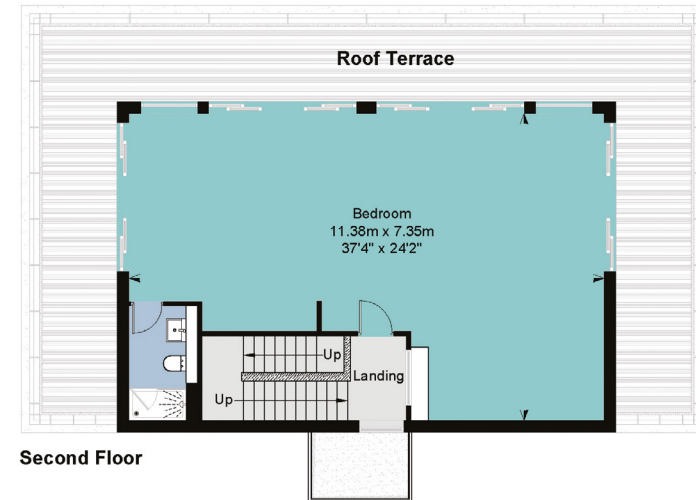 Roof Terrace
Bedroom
11.38m x 7.35m
37'4" x 24'2"
Up
Landing
Up
Second Floor